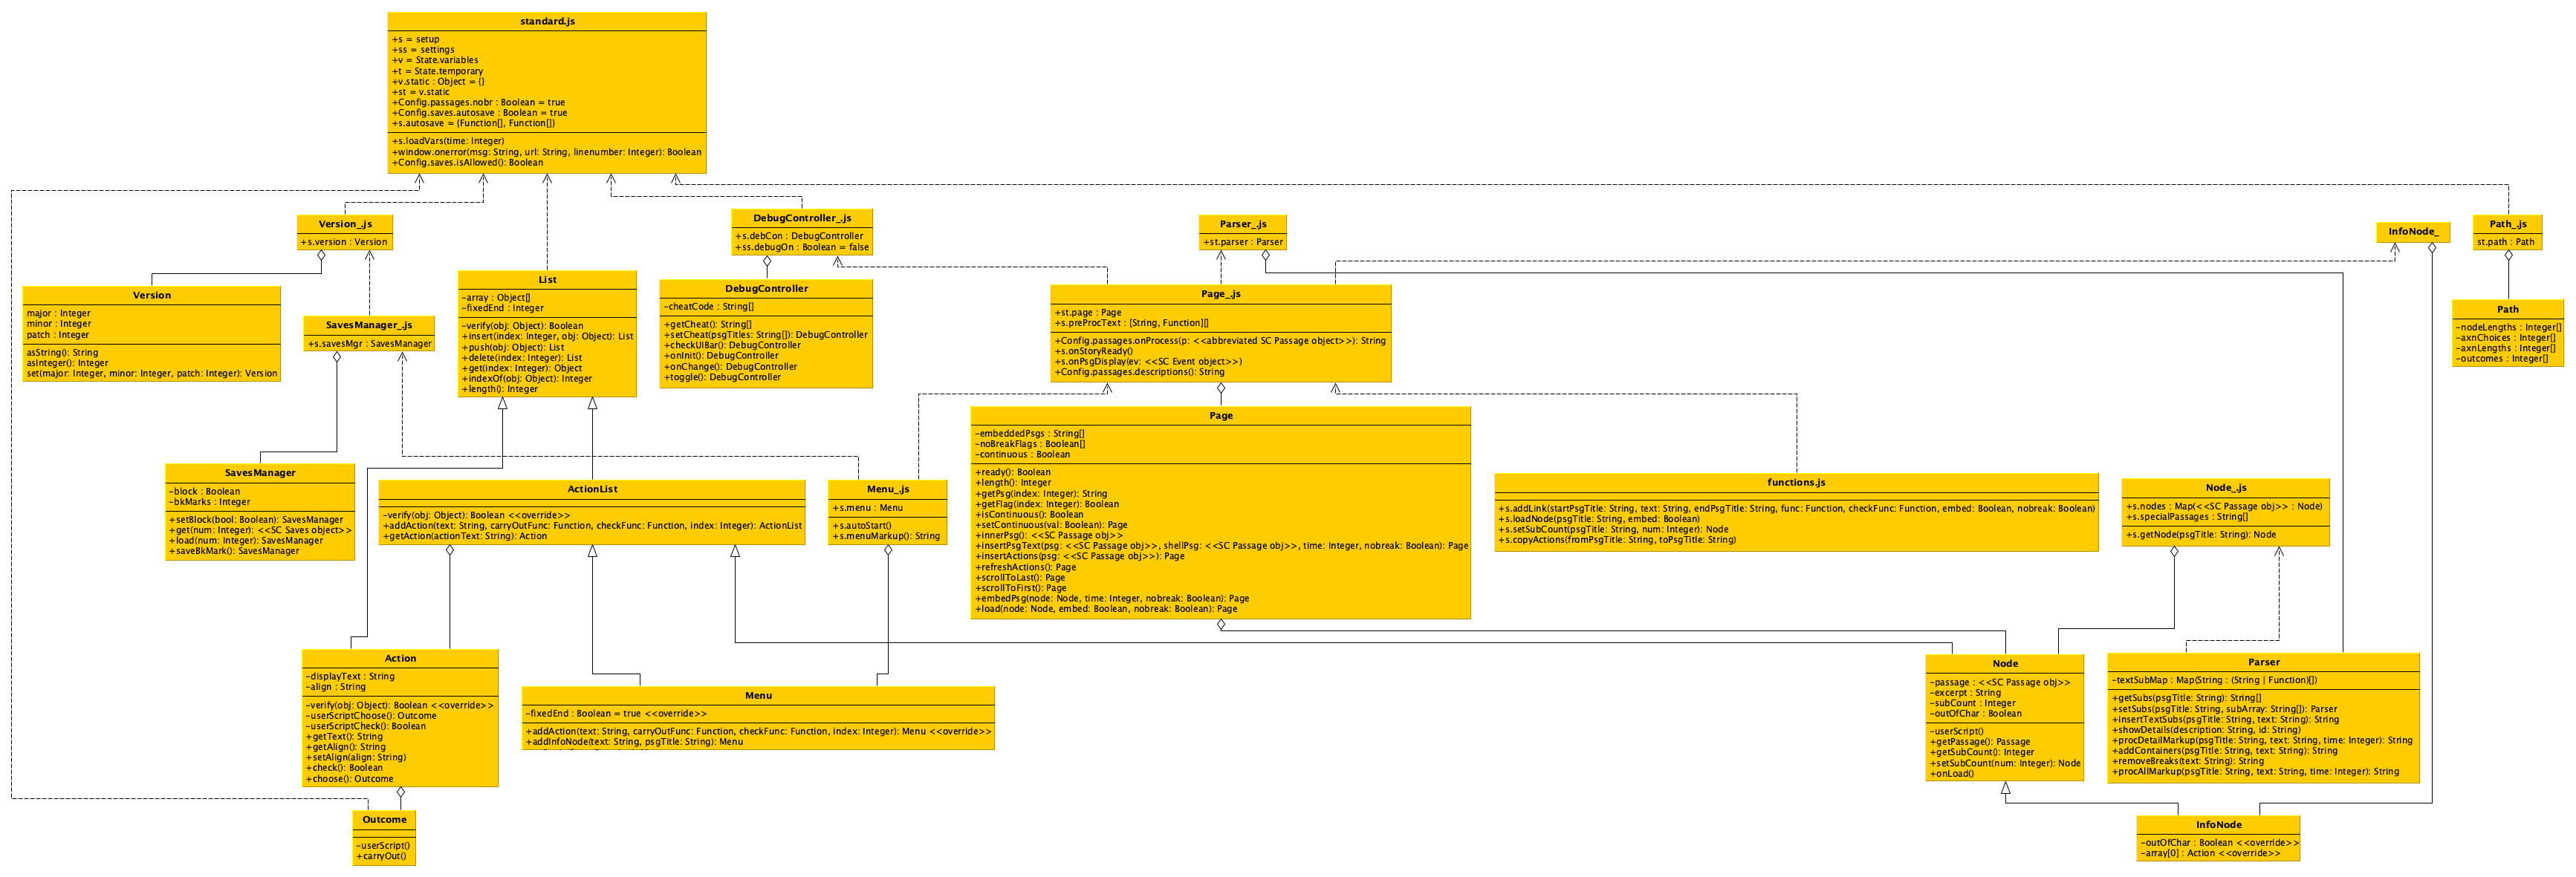 standard.js
+s = setup
+ss = settings
+v = State.variables
+t = State.temporary
+v.static : Object = {}
+st = v.static
+Config.passages.nobr : Boolean = true
+Config.saves.autosave : Boolean = true
+s.autosave = {Function[], Function[]}
+s.loadVars(time: Integer)
+window.onerror(msg: String, url: String, linenumber: Integer): Boolean
+Config.saves.isAllowed(): Boolean
Version_.js
+s.version : Version
DebugController_.js
+s.debCon : DebugController
+ss.debugOn : Boolean = false
Parser_.js
+st.parser : Parser
InfoNode_
Path_.js
st.path : Path
Version
major : Integer
minor : Integer
patch : Integer
asString(): String
asInteger(): Integer
set(major: Integer, minor: Integer, patch: Integer): Version
SavesManager_.js
+s.savesMgr : SavesManager
List
-array : Object[]
-fixedEnd : Integer
-verify(obj: Object): Boolean
+insert(index: Integer, obj: Object): List
+push(obj: Object): List
+delete(index: Integer): List
+get(index: Integer): Object
+indexOf(obj: Object): Integer
+length(): Integer
DebugController
-cheatCode : String[]
+getCheat(): String[]
+setCheat(psgTitles: String[]): DebugController
+checkUIBar(): DebugController
+onInit(): DebugController
+onChange(): DebugController
+toggle(): DebugController
Page_.js
+st.page : Page
+s.preProcText : [String, Function][]
+Config.passages.onProcess(p: <<abbreviated SC Passage object>>): String
+s.onStoryReady()
+s.onPsgDisplay(ev: <<SC Event object>>)
+Config.passages.descriptions(): String
Path
-nodeLengths : Integer[]
-axnChoices : Integer[]
-axnLengths : Integer[]
-outcomes : Integer[]
SavesManager
-block : Boolean
-bkMarks : Integer
+setBlock(bool: Boolean): SavesManager
+get(num: Integer): <<SC Saves object>>
+load(num: Integer): SavesManager
+saveBkMark(): SavesManager
ActionList
-verify(obj: Object): Boolean <<override>>
+addAction(text: String, carryOutFunc: Function, checkFunc: Function, index: Integer): ActionList
+getAction(actionText: String): Action
Menu_.js
+s.menu : Menu
+s.autoStart()
+s.menuMarkup(): String
Page
-embeddedPsgs : String[]
-noBreakFlags : Boolean[]
-continuous : Boolean
+ready(): Boolean
+length(): Integer
+getPsg(index: Integer): String
+getFlag(index: Integer): Boolean
+isContinuous(): Boolean
+setContinuous(val: Boolean): Page
+innerPsg(): <<SC Passage obj>>
+insertPsgText(psg: <<SC Passage obj>>, shellPsg: <<SC Passage obj>>, time: Integer, nobreak: Boolean): Page
+insertActions(psg: <<SC Passage obj>>): Page
+refreshActions(): Page
+scrollToLast(): Page
+scrollToFirst(): Page
+embedPsg(node: Node, time: Integer, nobreak: Boolean): Page
+load(node: Node, embed: Boolean, nobreak: Boolean): Page
functions.js
+s.addLink(startPsgTitle: String, text: String, endPsgTitle: String, func: Function, checkFunc: Function, embed: Boolean, nobreak: Boolean)
+s.loadNode(psgTitle: String, embed: Boolean)
+s.setSubCount(psgTitle: String, num: Integer): Node
+s.copyActions(fromPsgTitle: String, toPsgTitle: String)
Node_.js
+s.nodes : Map(<<SC Passage obj>> : Node)
+s.specialPassages : String[]
+s.getNode(psgTitle: String): Node
Action
-displayText : String
-align : String
-verify(obj: Object): Boolean <<override>>
-userScriptChoose(): Outcome
-userScriptCheck(): Boolean
+getText(): String
+getAlign(): String
+setAlign(align: String)
+check(): Boolean
+choose(): Outcome
Menu
-fixedEnd : Boolean = true <<override>>
+addAction(text: String, carryOutFunc: Function, checkFunc: Function, index: Integer): Menu <<override>>
+addInfoNode(text: String, psgTitle: String): Menu
Node
-passage : <<SC Passage obj>>
-excerpt : String
-subCount : Integer
-outOfChar : Boolean
-userScript()
+getPassage(): Passage
+getSubCount(): Integer
+setSubCount(num: Integer): Node
+onLoad()
Parser
-textSubMap : Map(String : (String | Function)[])
+getSubs(psgTitle: String): String[]
+setSubs(psgTitle: String, subArray: String[]): Parser
+insertTextSubs(psgTitle: String, text: String): String
+showDetails(description: String, id: String)
+procDetailMarkup(psgTitle: String, text: String, time: Integer): String
+addContainers(psgTitle: String, text: String): String
+removeBreaks(text: String): String
+procAllMarkup(psgTitle: String, text: String, time: Integer): String
Outcome
-userScript()
+carryOut()
InfoNode
-outOfChar : Boolean <<override>>
-array[0] : Action <<override>>